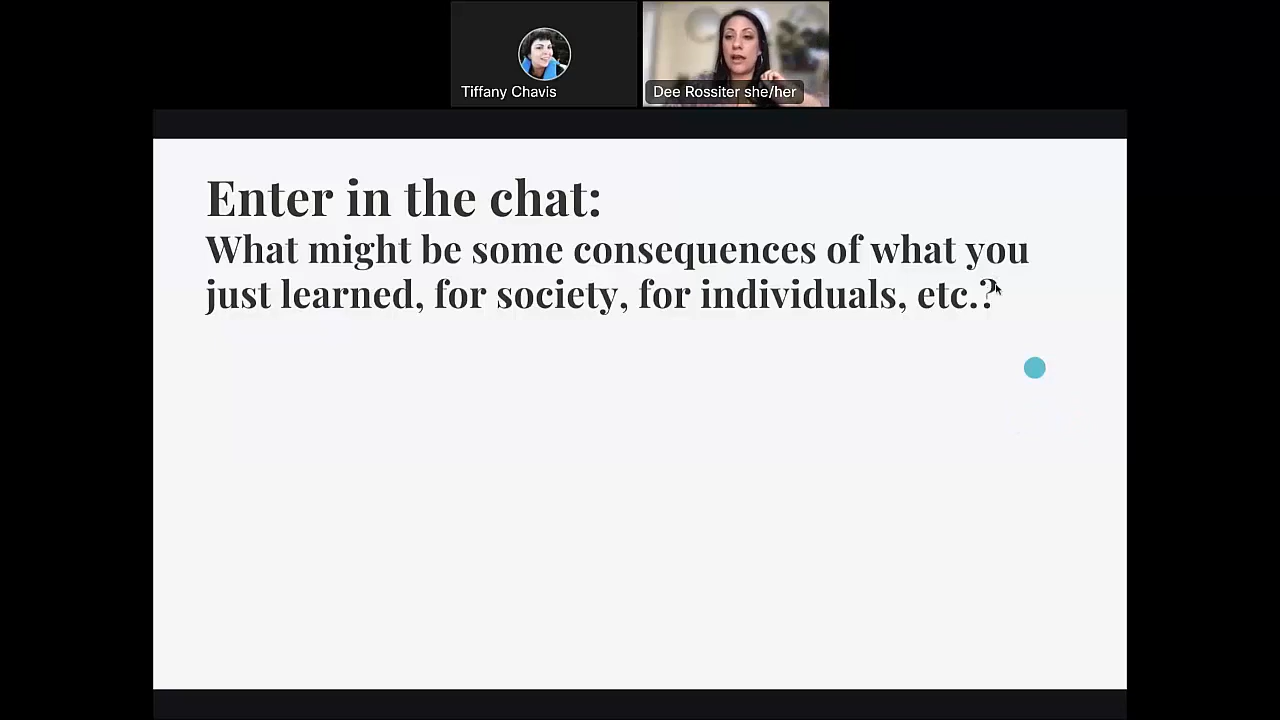 Tiffany Chavis
Dee Rossiter she/her
Enter in the chat:
What might be some consequences of what you
just learned, for society, for individuals, etc.?